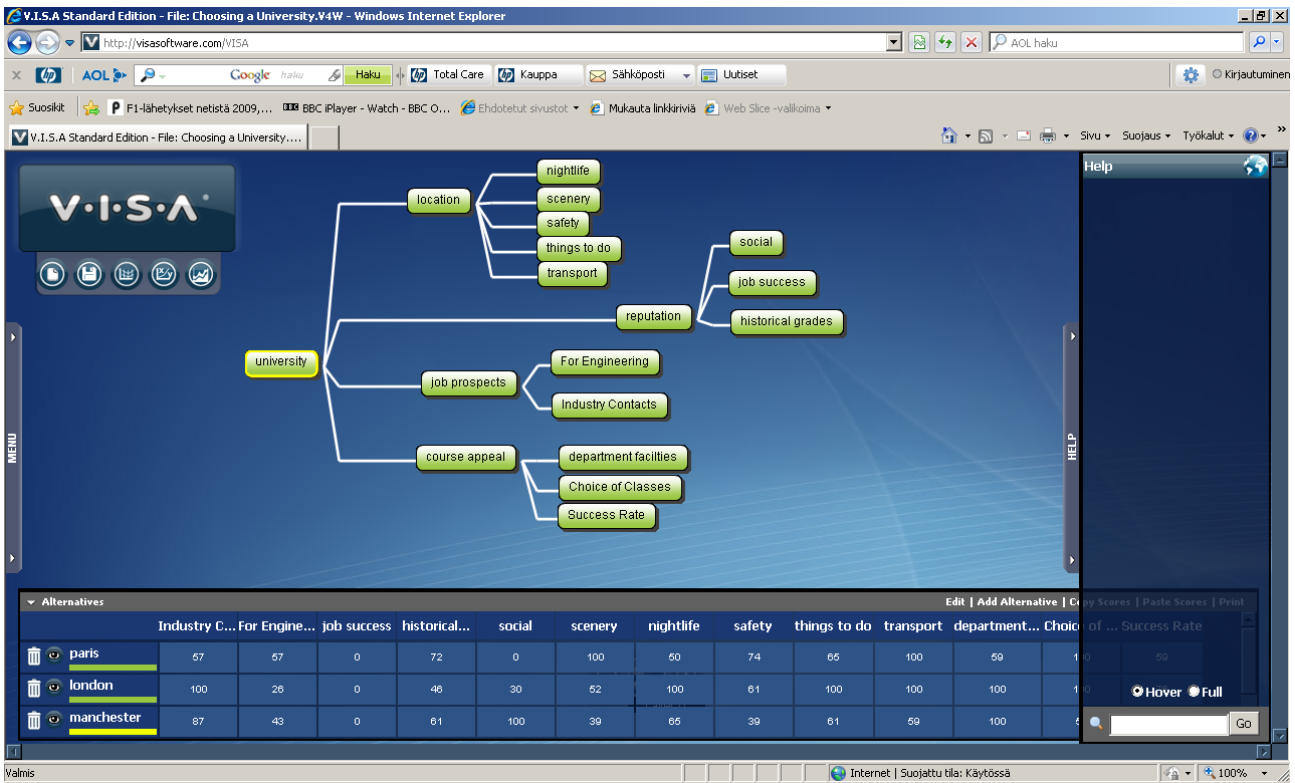 V.I.S.A Standard Edition - File: Choosing a University.V4W - Windows Internet Explorer
http://visasoftware.com/VISA
AOL haku
AOL
Google haku
Haku
Total Care
Kauppa
Sähköposti
Uutiset
Kirjautuminen
Suosikit
F1-lähetykset netistä 2009,...
BBC iPlayer - Watch - BBC O...
Ehdotetut sivustot
Mukauta linkkiriviä
Web Slice -valikoima
V.I.S.A Standard Edition - File: Choosing a University....
Sivu
Suojaus
Työkalut
V·I·S·A
MENU
university
location
nightlife
scenery
safety
things to do
transport
reputation
social
job success
historical grades
job prospects
For Engineering
Industry Contacts
course appeal
department facilties
Choice of Classes
Success Rate
HELP
Help
Hover Full
Go
Alternatives
Edit | Add Alternative | Copy Scores | Paste Scores | Print
Industry C... For Engine... job success historical... social scenery nightlife safety things to do transport department... Choice of ... Success Rate
paris 57 57 0 72 0 100 50 74 65 100 59 100 59
london 100 26 0 46 30 52 100 61 100 100 100
manchester 87 43 0 61 100 39 65 39 61 59 100
Valmis
Internet | Suojattu tila: Käytössä
100%